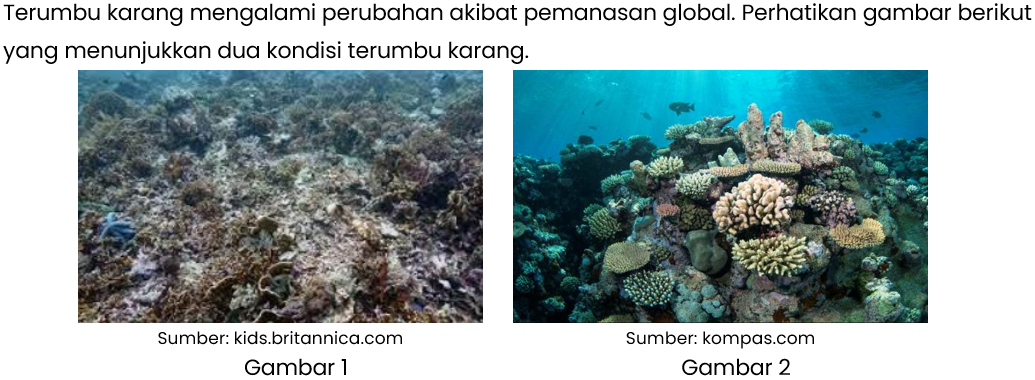 Terumbu karang mengalami perubahan akibat pemanasan global. Perhatikan gambar berikut
yang menunjukkan dua kondisi terumbu karang.
Sumber: kids.britannica.com
Sumber: kompas.com
Gambar 1
Gambar 2